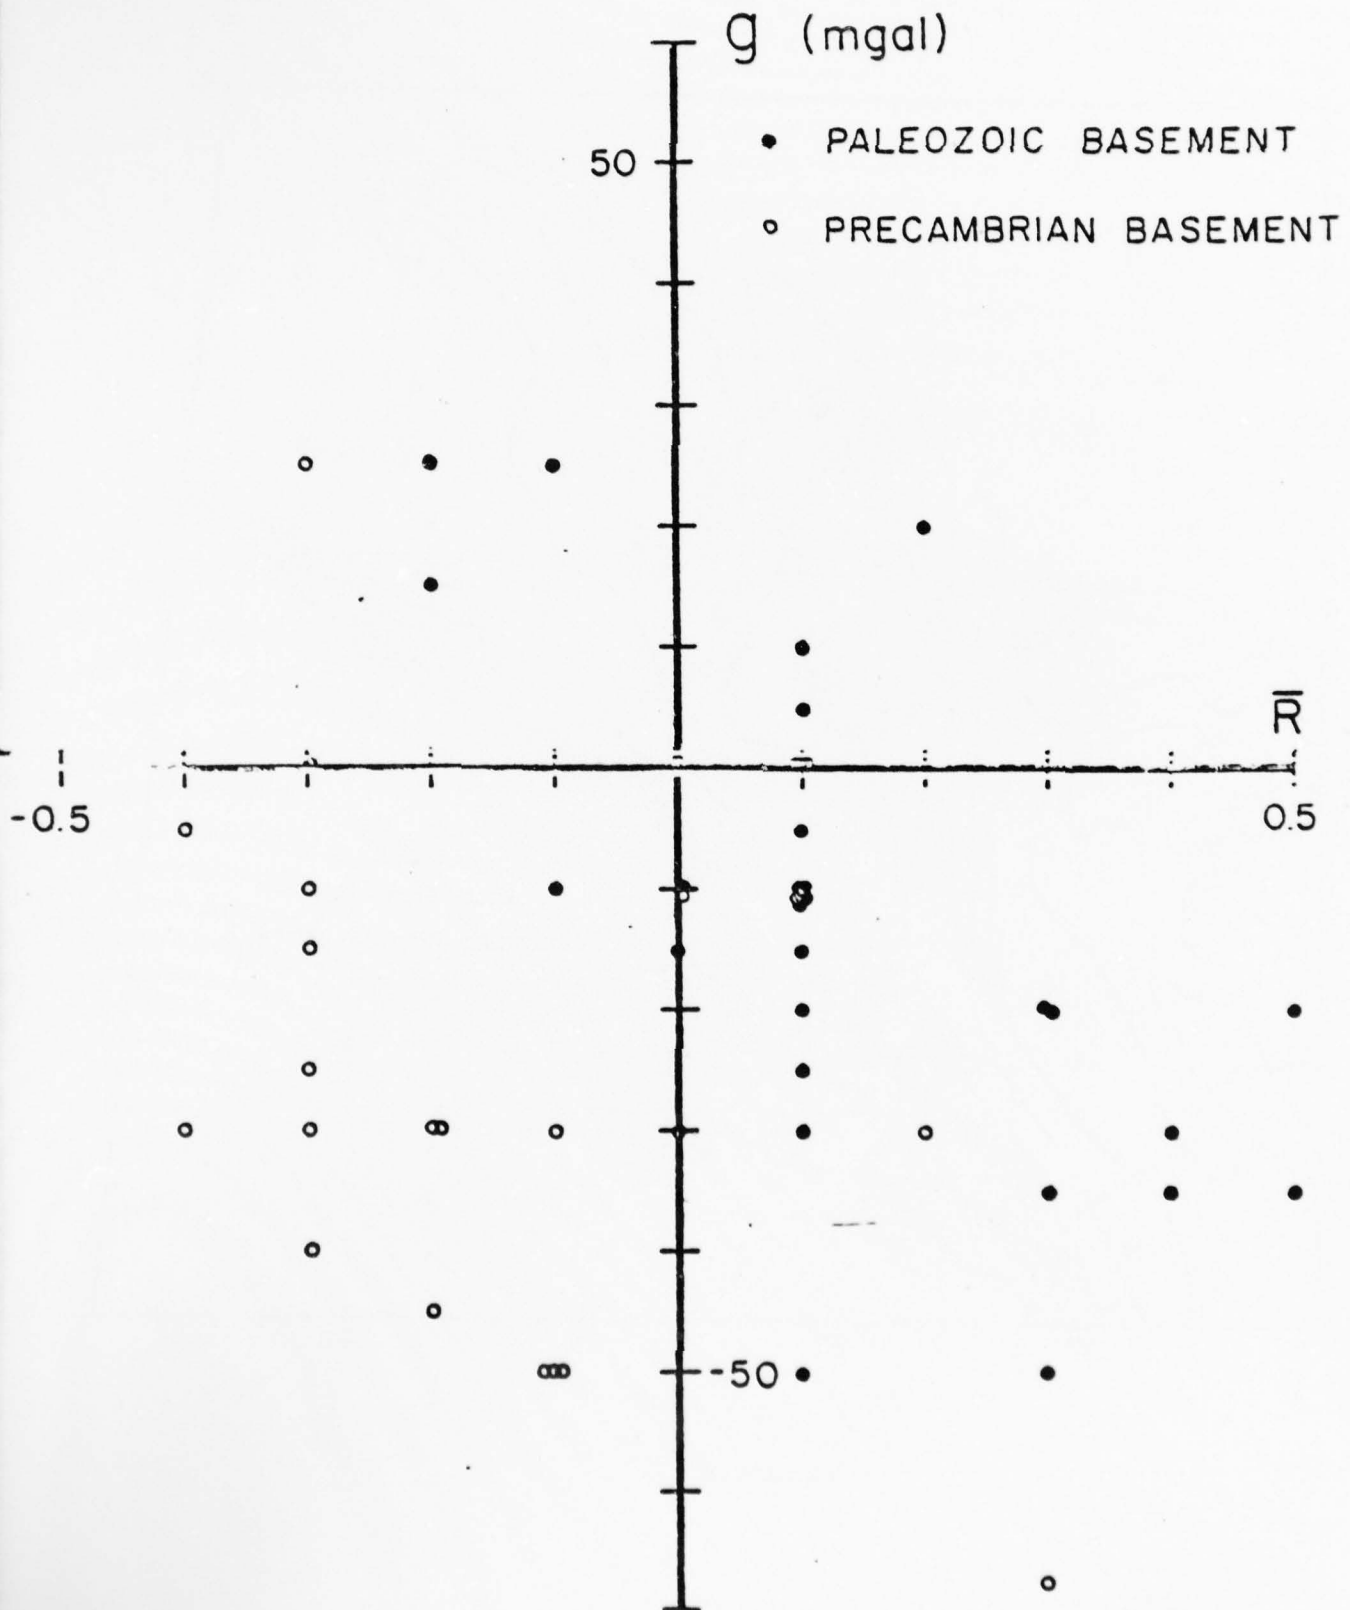 g (mgal)
PALEOZOIC BASEMENT
50
PRECAMBRIAN BASEMENT
R̅
-0.5
0.5
-50